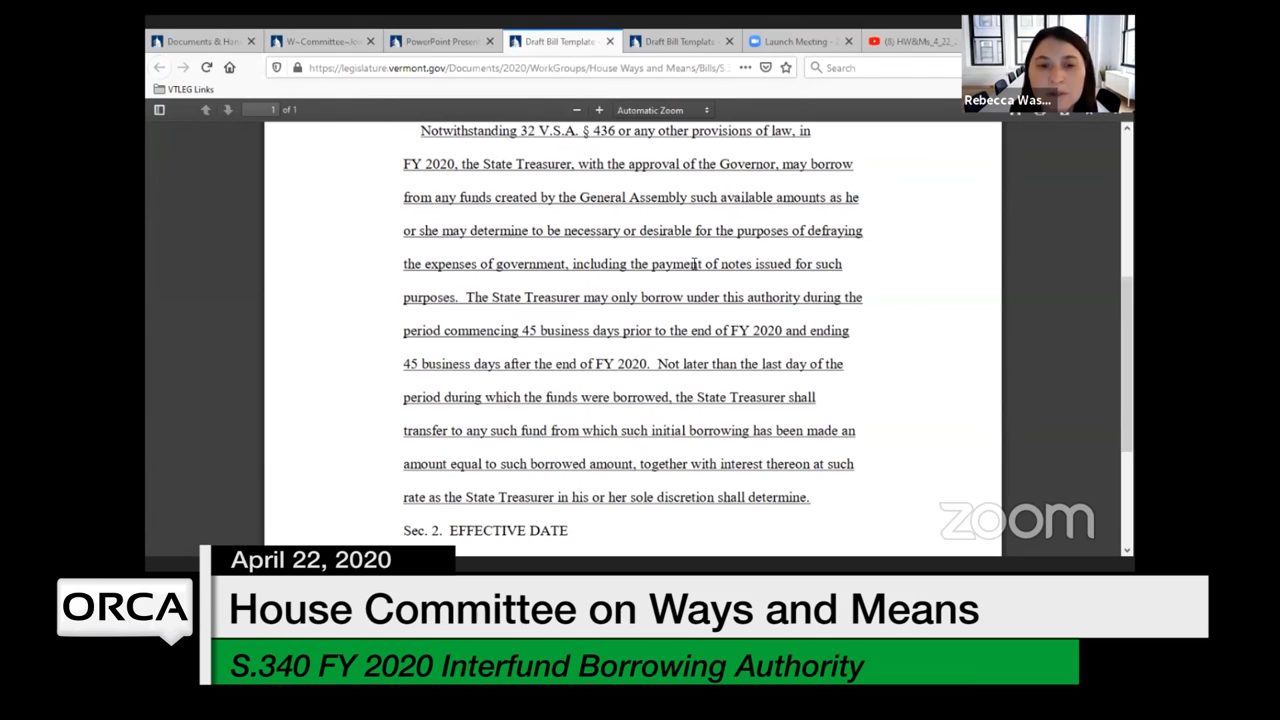 Documents & Han
W~Committee~Jo
PowerPoint Presen
Draft Bill Template -
Draft Bill Template
Launch Meeting -
(8) HW&Ms_4_22_
https://legislature.vermont.gov/Documents/2020/WorkGroups/House Ways and Means/Bills/S.
Search
VTLEG Links
1 of 1
Automatic Zoom
Rebecca Was...
Notwithstanding 32 V.S.A. § 436 or any other provisions of law, in
FY 2020, the State Treasurer, with the approval of the Governor, may borrow
from any funds created by the General Assembly such available amounts as he
or she may determine to be necessary or desirable for the purposes of defraying
the expenses of government, including the payment of notes issued for such
purposes. The State Treasurer may only borrow under this authority during the
period commencing 45 business days prior to the end of FY 2020 and ending
45 business days after the end of FY 2020. Not later than the last day of the
period during which the funds were borrowed, the State Treasurer shall
transfer to any such fund from which such initial borrowing has been made an
amount equal to such borrowed amount, together with interest thereon at such
rate as the State Treasurer in his or her sole discretion shall determine.
Sec. 2. EFFECTIVE DATE
zoom
April 22, 2020
ORCA
House Committee on Ways and Means
S.340 FY 2020 Interfund Borrowing Authority